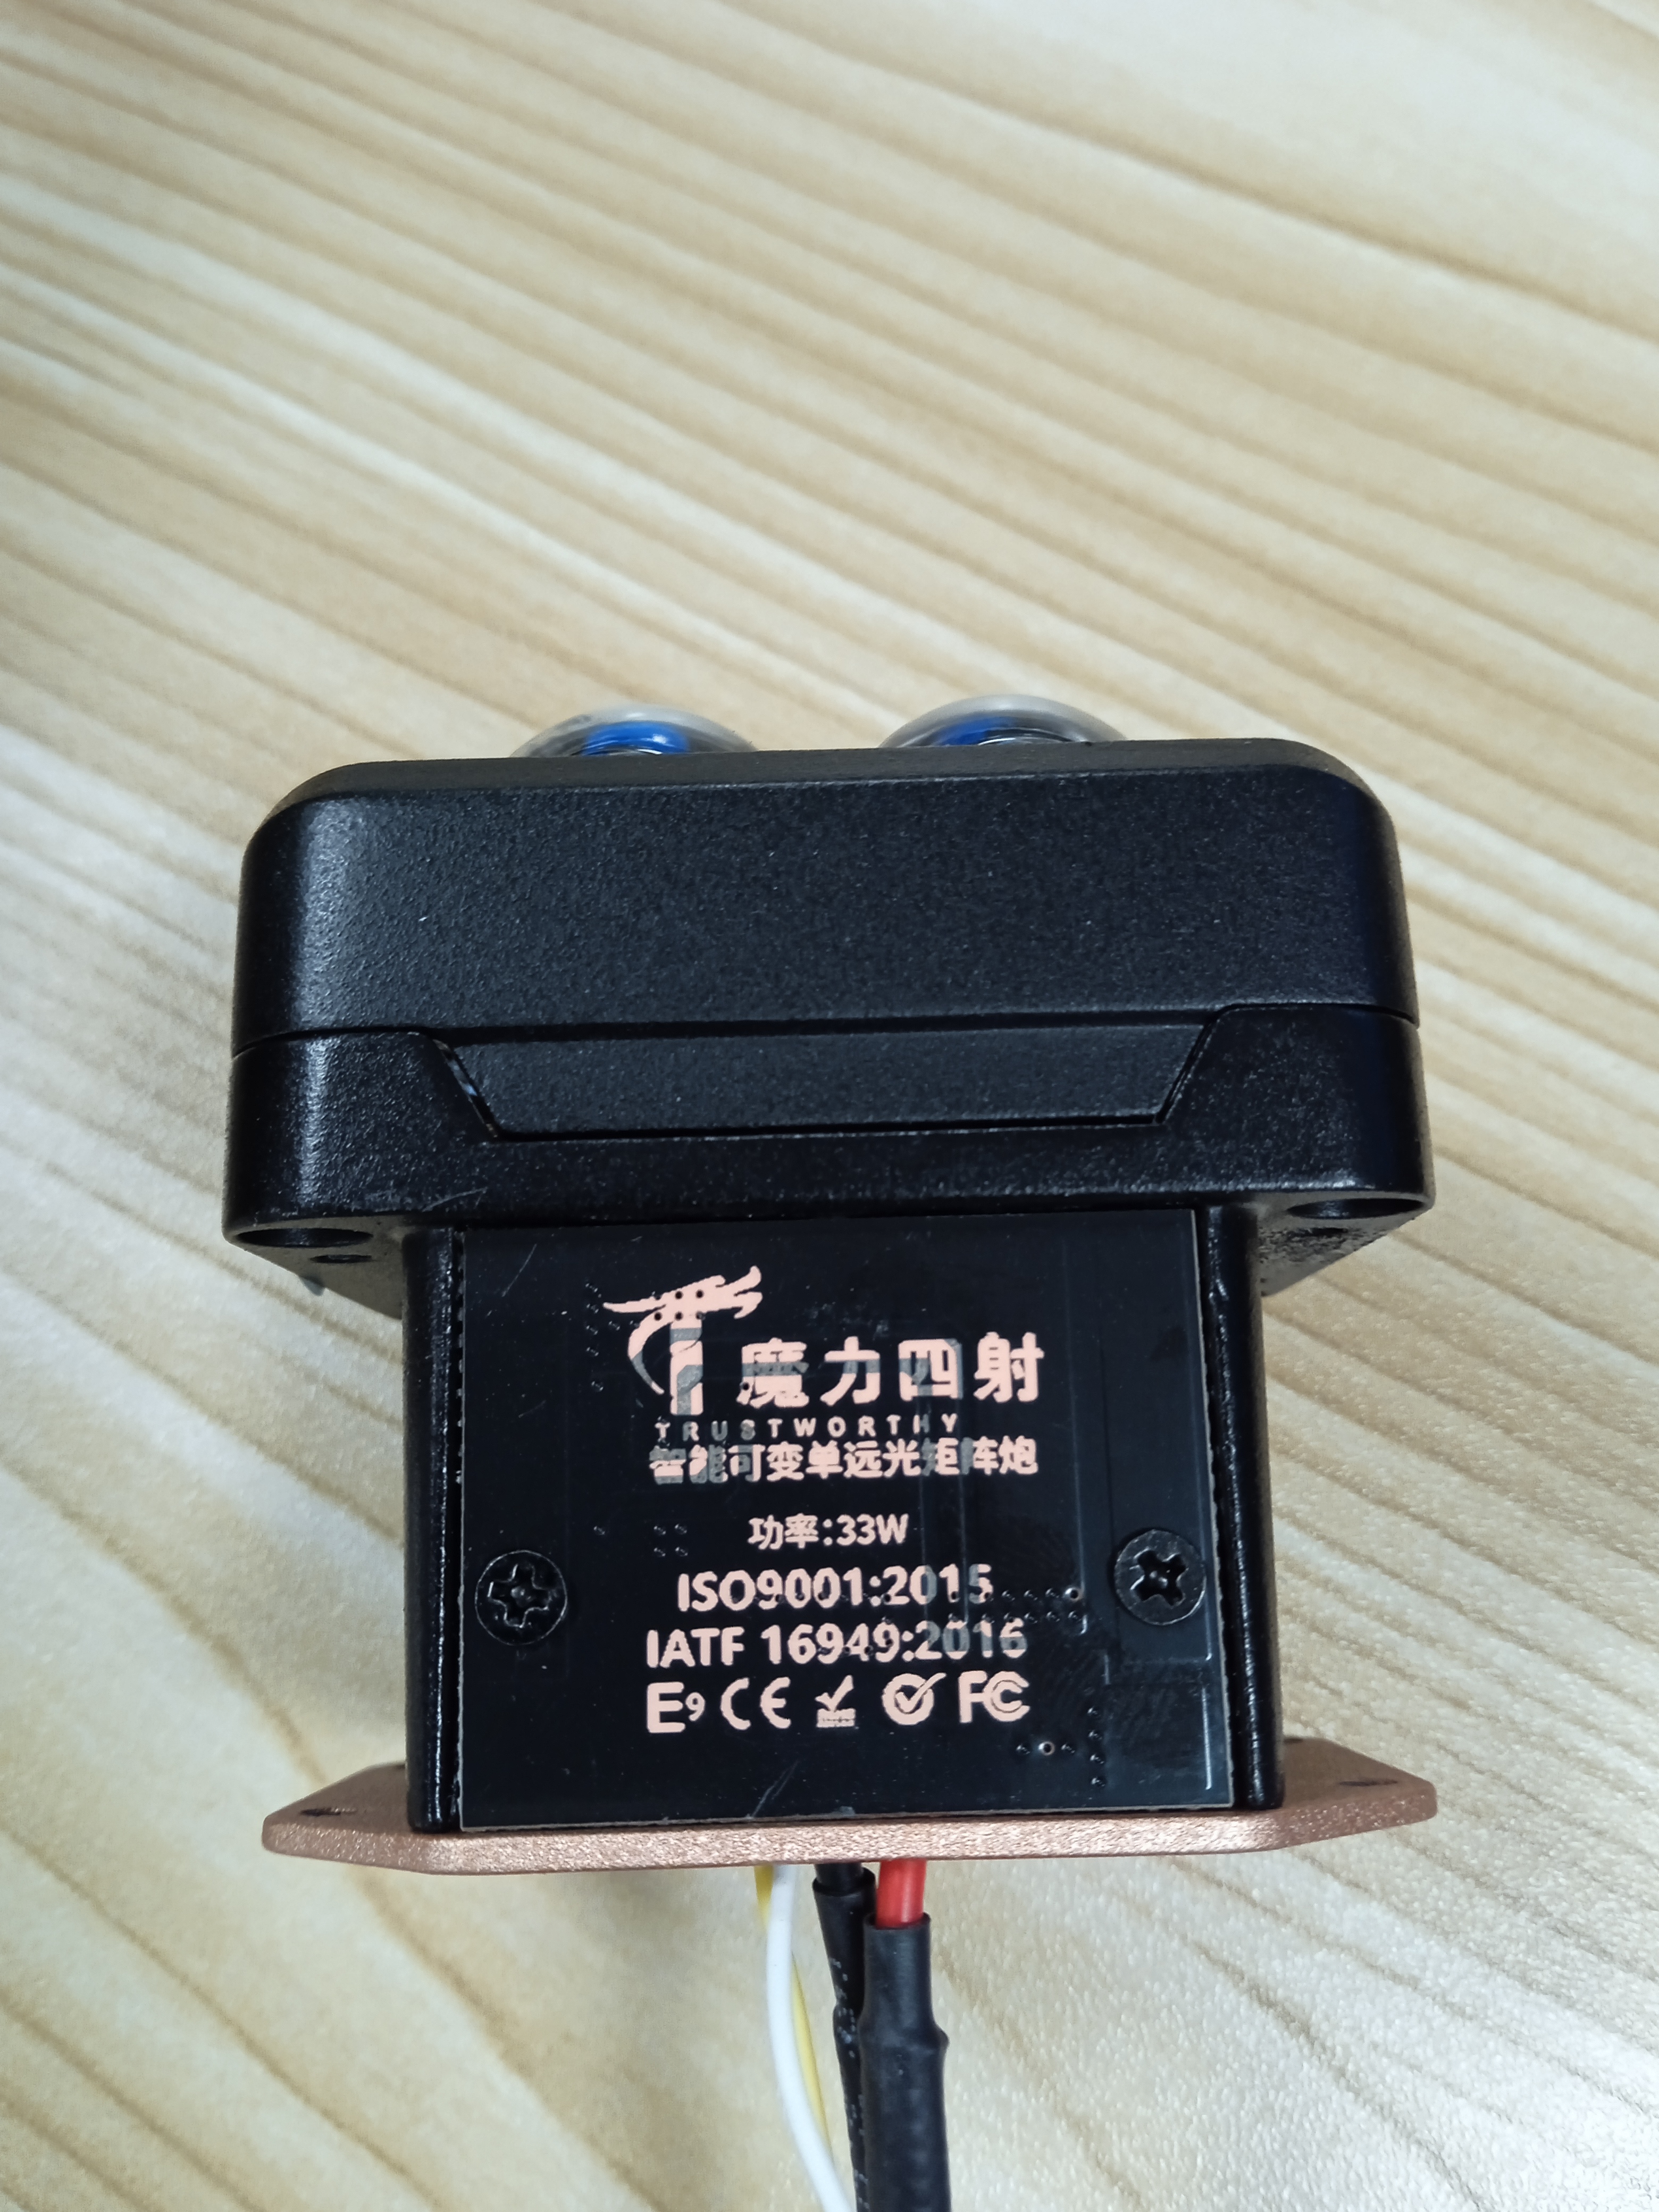 魔力四射
TRUSTWORTHY
智能可变单远光矩阵炮
功率:33W
ISO9001:2015
IATF 16949:2016
E9 CE FC